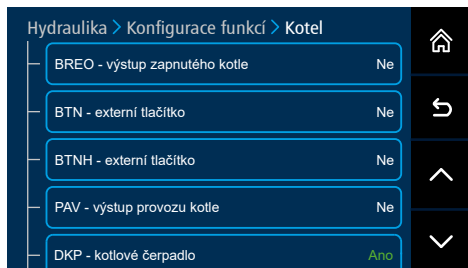 Hydraulika > Konfigurace funkcí > Kotel
BREO - výstup zapnutého kotle Ne
BTN - externí tlačítko Ne
BTNH - externí tlačítko Ne
PAV - výstup provozu kotle Ne
DKP - kotlové čerpadlo Ano